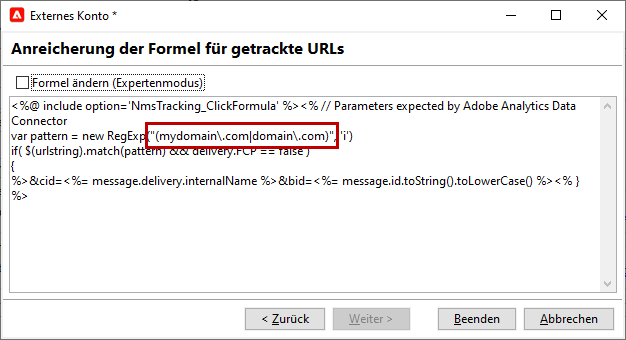 Externes Konto *
Anreicherung der Formel für getrackte URLs
Formel ändern (Expertenmodus)
<%@ include option='NmsTracking_ClickFormula' %><% // Parameters expected by Adobe Analytics Data
Connector
var pattern = new RegExp("(mydomain\.com|domain\.com)", 'i')
if( $(urlstring).match(pattern) && delivery.FCP == false )
{
%>&cid=<%= message.delivery.internalName %>&bid=<%= message.id.toString().toLowerCase() %><% }
%>
< Zurück
Weiter >
Beenden
Abbrechen